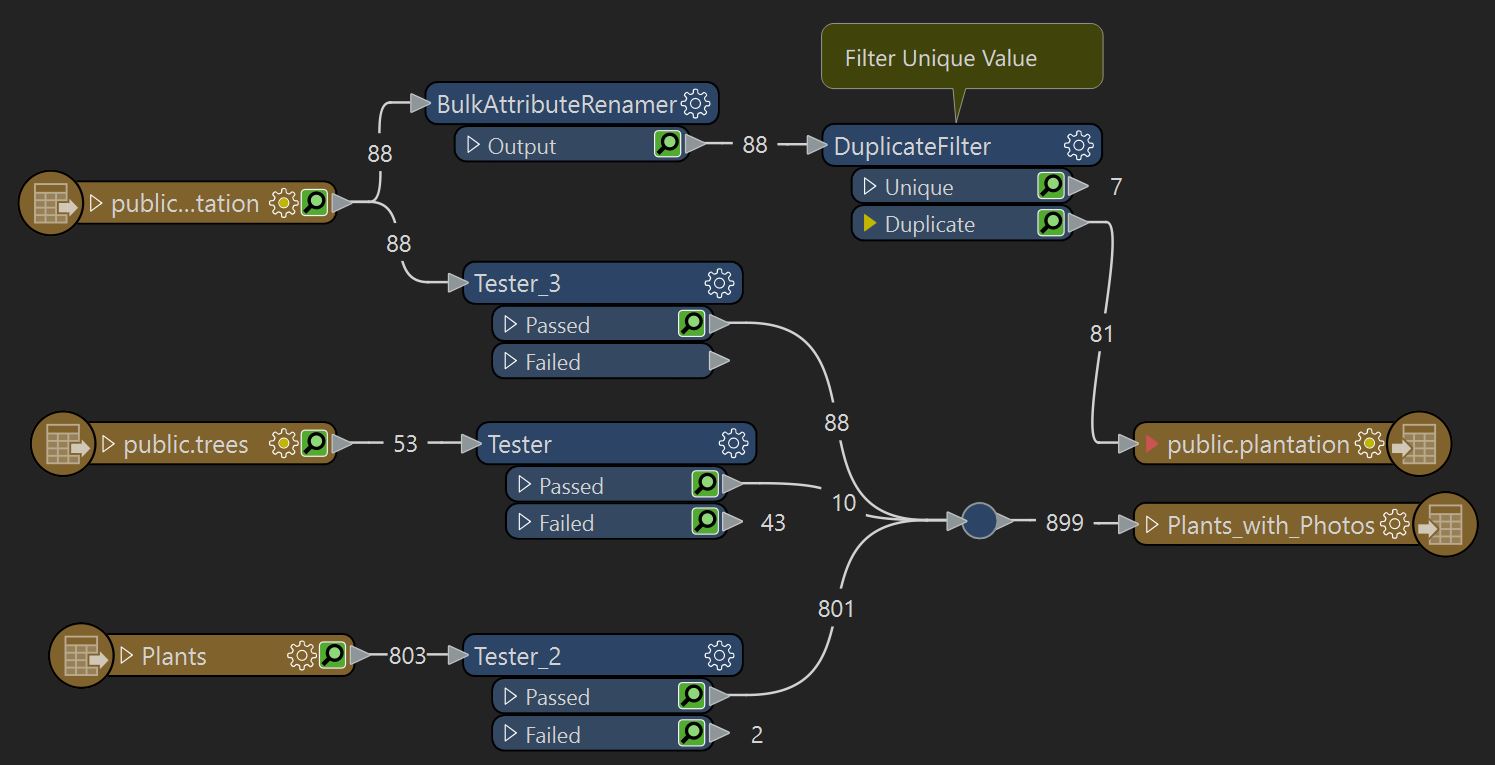 Filter Unique Value
BulkAttributeRenamer
Output
88
88
DuplicateFilter
Unique
7
Duplicate
public...tation
88
Tester_3
Passed
Failed
81
88
public.trees
53
Tester
Passed
10
Failed
43
public.plantation
899
Plants_with_Photos
801
Plants
803
Tester_2
Passed
Failed
2